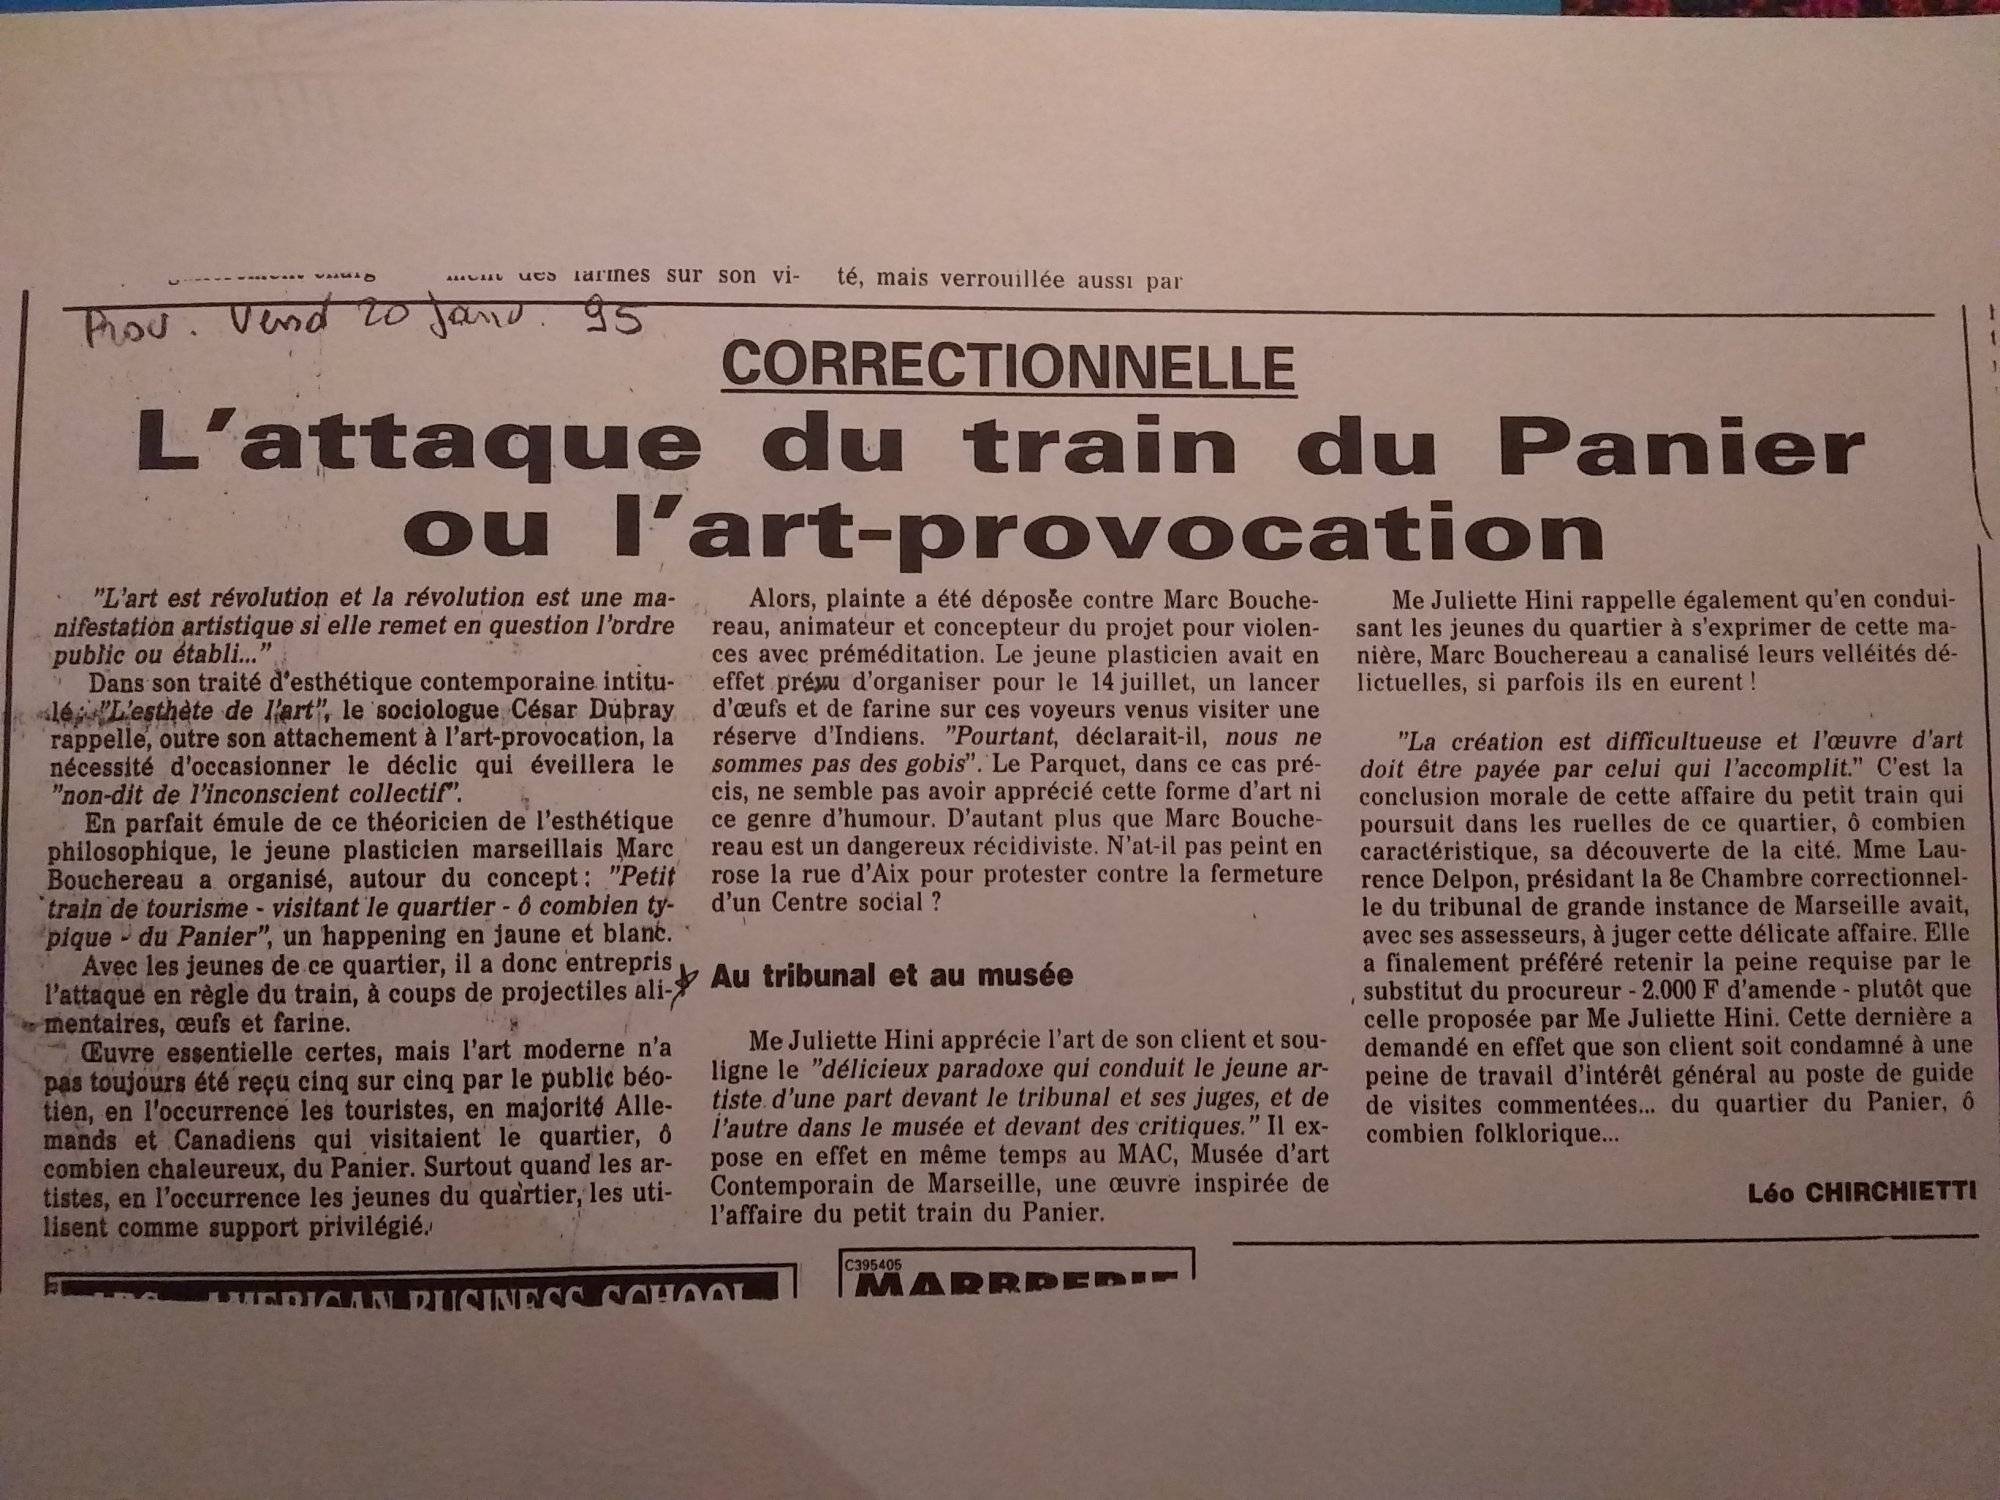 des larmes sur son vi-
té, mais verrouillée aussi par
Prov. Vend 20 Janv. 95
CORRECTIONNELLE
L'attaque du train du Panier
ou l'art-provocation
"L'art est révolution et la révolution est une ma-
nifestation artistique si elle remet en question l'ordre
public ou établi..."
Dans son traité d'esthétique contemporaine intitu-
lé: "L'esthète de l'art", le sociologue César Dubray
rappelle, outre son attachement à l'art-provocation, la
nécessité d'occasionner le déclic qui éveillera le
"non-dit de l'inconscient collectif".
En parfait émule de ce théoricien de l'esthétique
philosophique, le jeune plasticien marseillais Marc
Bouchereau a organisé, autour du concept : "Petit
train de tourisme - visitant le quartier - ô combien ty-
pique - du Panier", un happening en jaune et blanc.
Avec les jeunes de ce quartier, il a donc entrepris
l'attaque en règle du train, à coups de projectiles ali-
mentaires, œufs et farine.
Œuvre essentielle certes, mais l'art moderne n'a
pas toujours été reçu cinq sur cinq par le public béo-
tien, en l'occurrence les touristes, en majorité Alle-
mands et Canadiens qui visitaient le quartier, ô
combien chaleureux, du Panier. Surtout quand les ar-
tistes, en l'occurrence les jeunes du quartier, les uti-
lisent comme support privilégié.
Alors, plainte a été déposée contre Marc Bouche-
reau, animateur et concepteur du projet pour violen-
ces avec préméditation. Le jeune plasticien avait en
effet prévu d'organiser pour le 14 juillet, un lancer
d'œufs et de farine sur ces voyeurs venus visiter une
réserve d'Indiens. "Pourtant, déclarait-il, nous ne
sommes pas des gobis". Le Parquet, dans ce cas pré-
cis, ne semble pas avoir apprécié cette forme d'art ni
ce genre d'humour. D'autant plus que Marc Bouche-
reau est un dangereux récidiviste. N'at-il pas peint en
rose la rue d'Aix pour protester contre la fermeture
d'un Centre social ?
Au tribunal et au musée
Me Juliette Hini apprécie l'art de son client et sou-
ligne le "délicieux paradoxe qui conduit le jeune ar-
tiste d'une part devant le tribunal et ses juges, et de
l'autre dans le musée et devant des critiques." Il ex-
pose en effet en même temps au MAC, Musée d'art
Contemporain de Marseille, une œuvre inspirée de
l'affaire du petit train du Panier.
Me Juliette Hini rappelle également qu'en condui-
sant les jeunes du quartier à s'exprimer de cette ma-
nière, Marc Bouchereau a canalisé leurs velléités dé-
lictuelles, si parfois ils en eurent !
"La création est difficultueuse et l'œuvre d'art
doit être payée par celui qui l'accomplit." C'est la
conclusion morale de cette affaire du petit train qui
poursuit dans les ruelles de ce quartier, ô combien
caractéristique, sa découverte de la cité. Mme Lau-
rence Delpon, présidant la 8e Chambre correctionnel-
le du tribunal de grande instance de Marseille avait,
avec ses assesseurs, à juger cette délicate affaire. Elle
a finalement préféré retenir la peine requise par le
substitut du procureur - 2.000 F d'amende - plutôt que
celle proposée par Me Juliette Hini. Cette dernière a
demandé en effet que son client soit condamné à une
peine de travail d'intérêt général au poste de guide
de visites commentées... du quartier du Panier, ô
combien folklorique...
Léo CHIRCHIETTI
AMERICAN BUSINESS SCHOOL
C395405